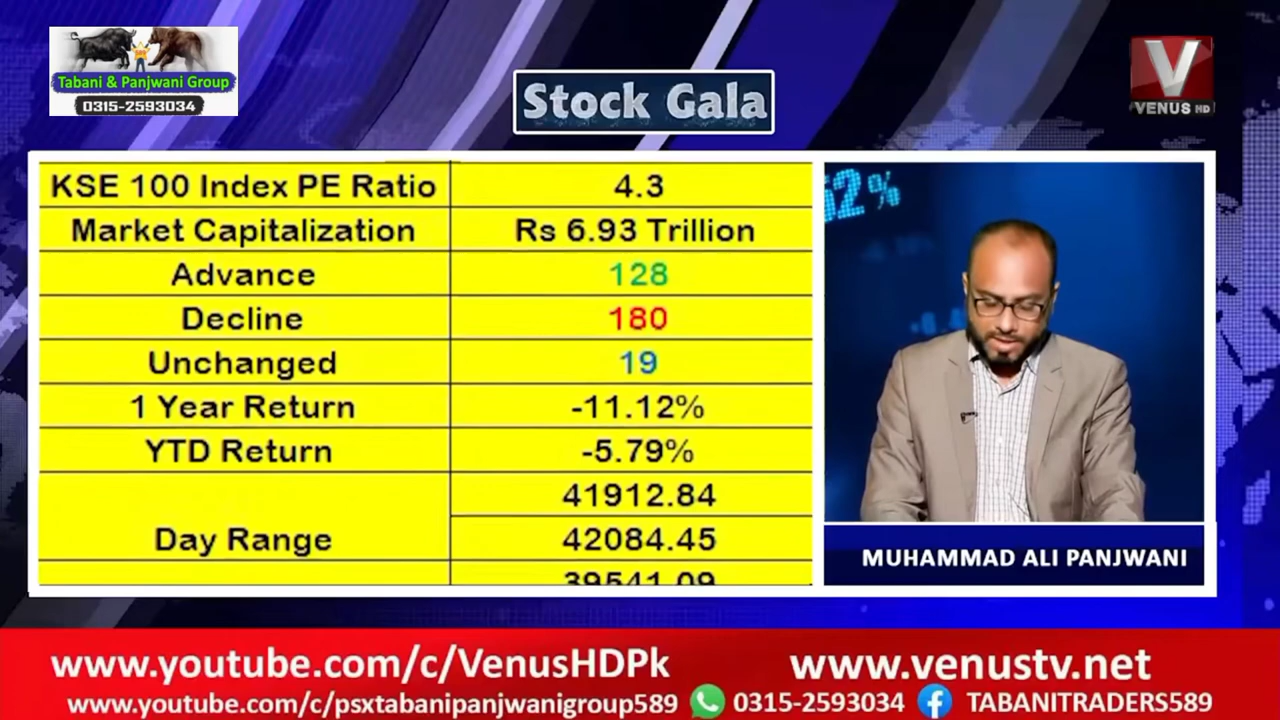 Tabani & Panjwani Group
0315-2593034
Stock Gala
V
VENUS HD
KSE 100 Index PE Ratio 4.3
Market Capitalization Rs 6.93 Trillion
Advance 128
Decline 180
Unchanged 19
1 Year Return -11.12%
YTD Return -5.79%
Day Range 41912.84
42084.45
39541.09
52%
MUHAMMAD ALI PANJWANI
www.youtube.com/c/VenusHDPk www.venustv.net
www.youtube.com/c/psxtabanipanjwanigroup589 0315-2593034 TABANITRADERS589